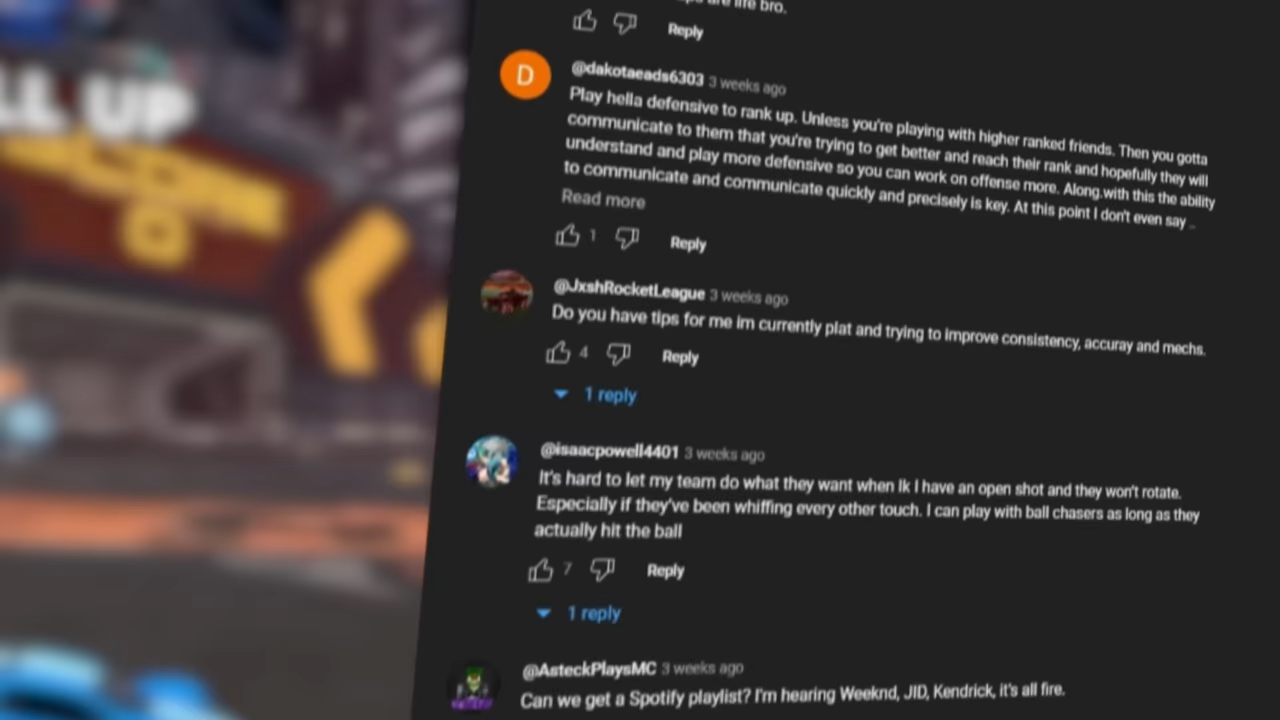 life bro.
Reply
LL UP
D
@dakotaeads6303 3 weeks ago
Play hella defensive to rank up. Unless you're playing with higher ranked friends. Then you gotta
communicate to them that you're trying to get better and reach their rank and hopefully they will
understand and play more defensive so you can work on offense more. Along.with this the ability
to communicate and communicate quickly and precisely is key. At this point I don't even say ..
Read more
1 Reply
@JxshRocketLeague 3 weeks ago
Do you have tips for me im currently plat and trying to improve consistency, accuray and mechs.
4 Reply
1 reply
@isaacpowell4401 3 weeks ago
It's hard to let my team do what they want when Ik I have an open shot and they won't rotate.
Especially if they've been whiffing every other touch. I can play with ball chasers as long as they
actually hit the ball
7 Reply
1 reply
@AsteckPlaysMC 3 weeks ago
Can we get a Spotify playlist? I'm hearing Weeknd, JID, Kendrick, it's all fire.